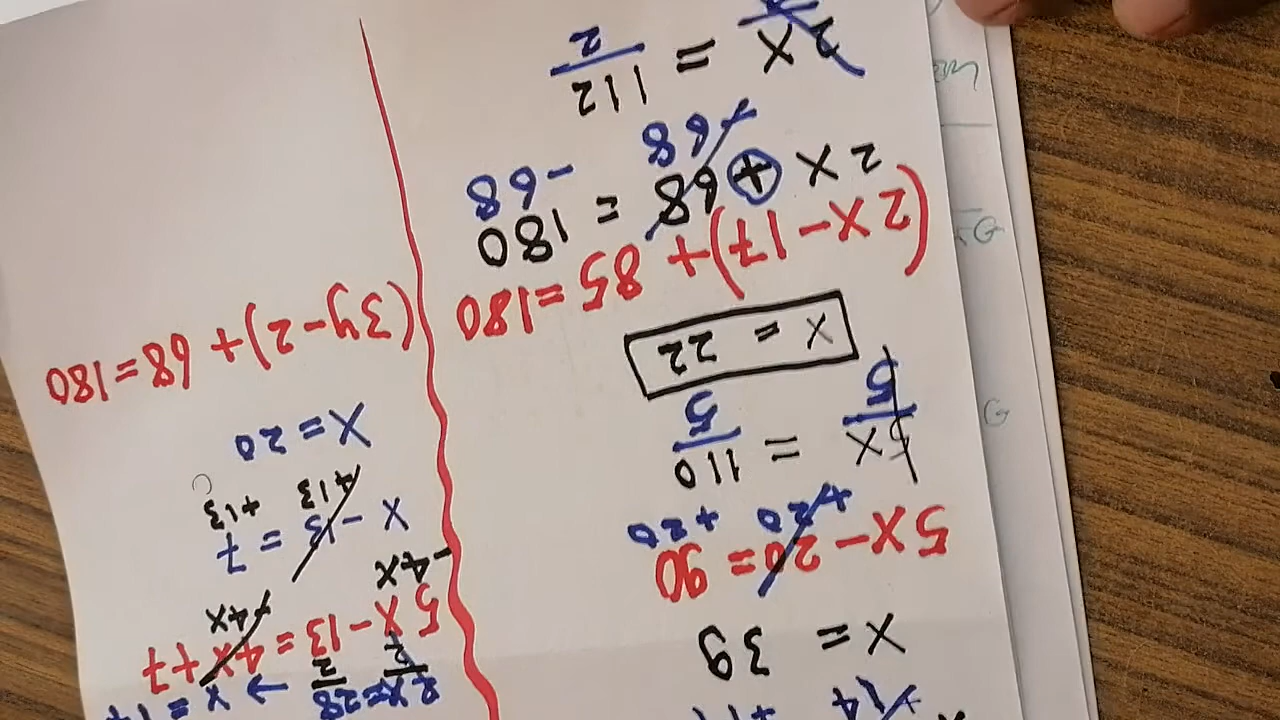 x = 39
5x - 20 = 90
+20 +20
5x = 110
5 5
x = 22
(2x - 17) + 85 = 180
2x + 68 = 180
-68 -68
2x = 112
2 2
2x = 28 → x =
2 2
5x - 13 = 4x + 7
-4x -4x
x - 13 = 7
+13 +13
x = 20
(3y - 2) + 68 = 180